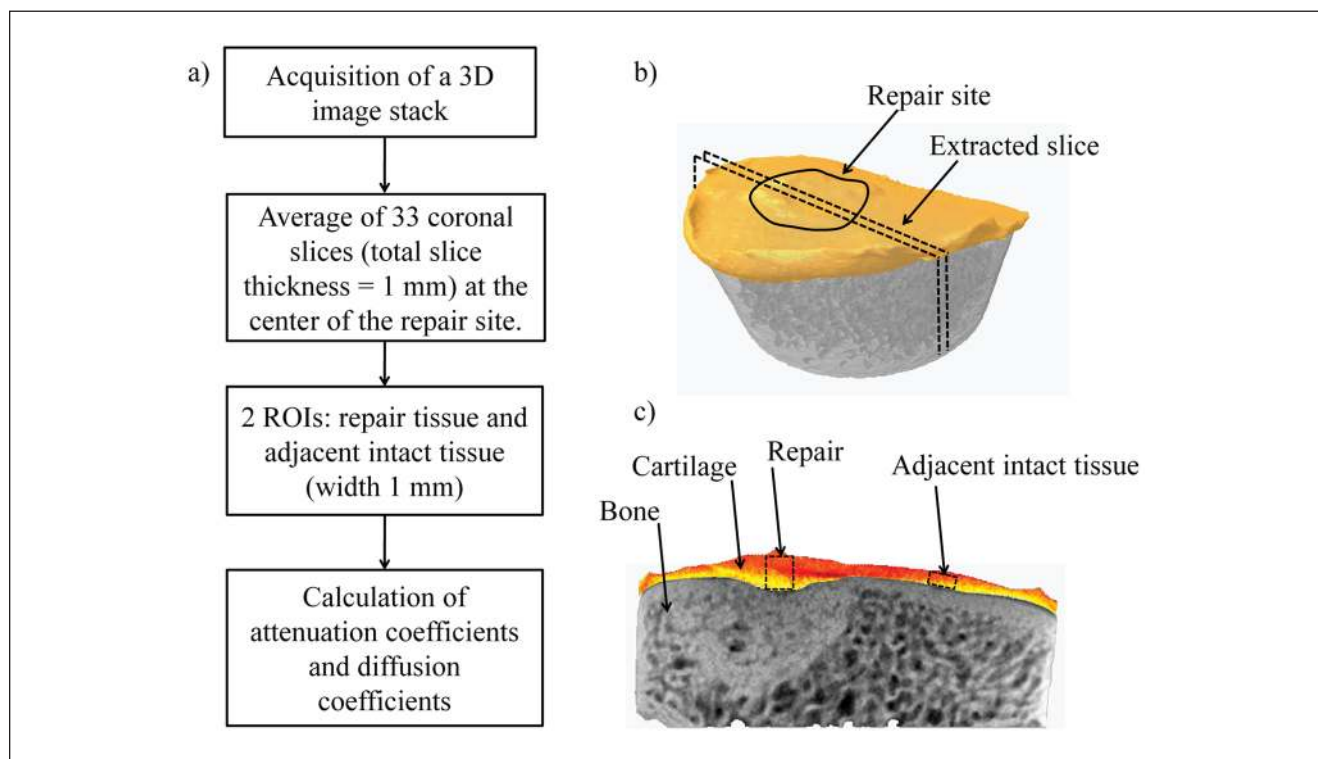 a)
Acquisition of a 3D
image stack
Average of 33 coronal
slices (total slice
thickness = 1 mm) at the
center of the repair site.
2 ROIs: repair tissue and
adjacent intact tissue
(width 1 mm)
Calculation of
attenuation coefficients
and diffusion
coefficients
b)
Repair site
Extracted slice
c)
Repair
Cartilage
Adjacent intact tissue
Bone